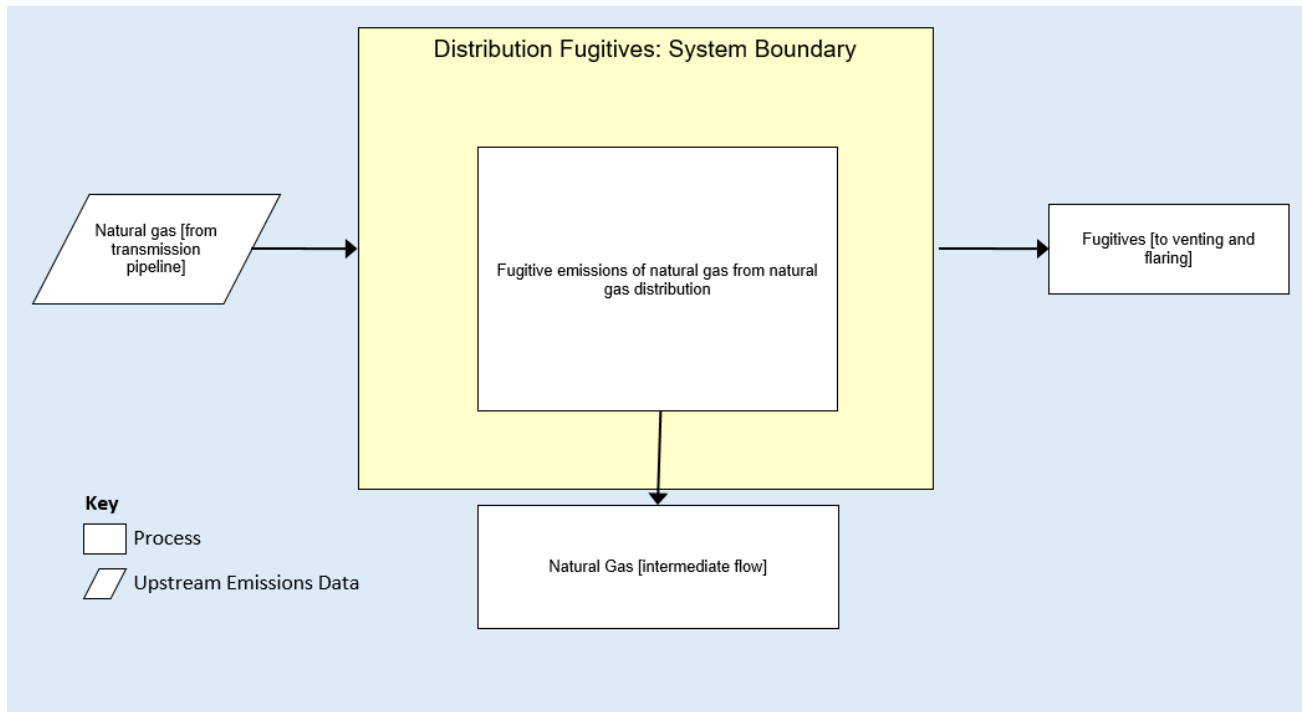 Distribution Fugitives: System Boundary
Natural gas [from
transmission
pipeline]
Fugitive emissions of natural gas from natural
gas distribution
Fugitives [to venting and
flaring]
Natural Gas [intermediate flow]
Key
Process
Upstream Emissions Data